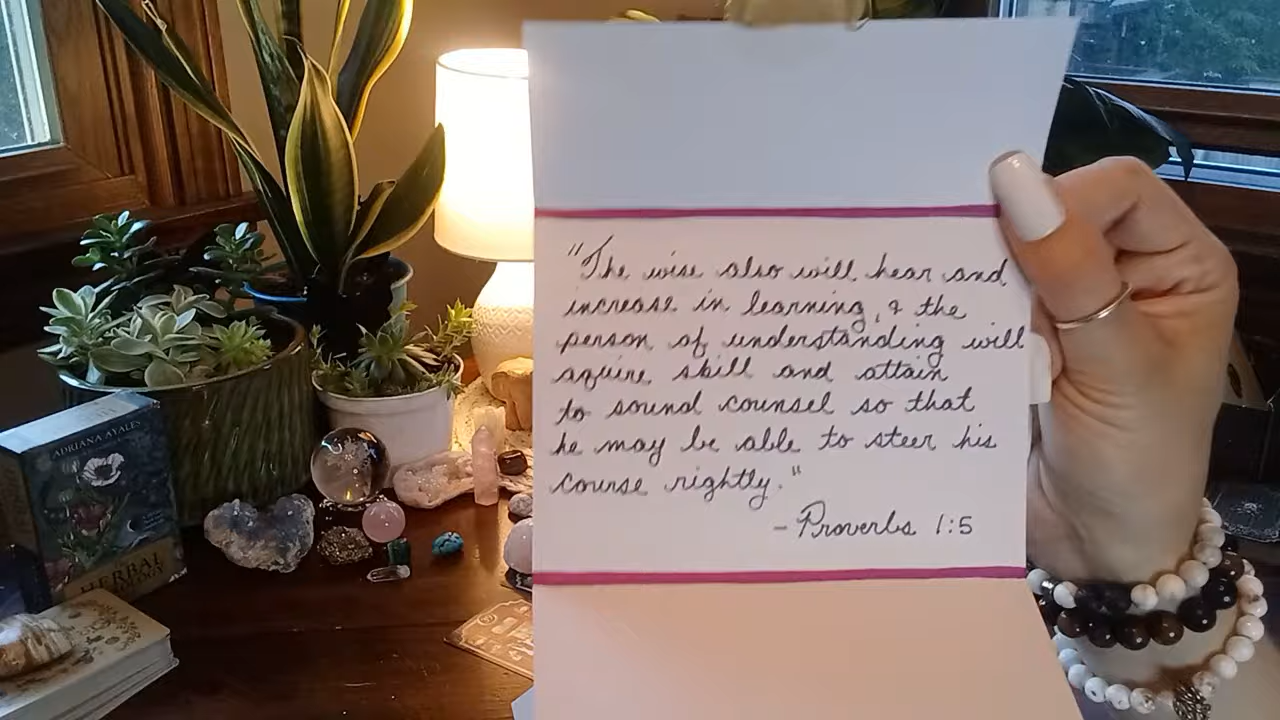 ADRIANA AYALES
HERBAL
"The wise also will hear and
increase in learning, & the
person of understanding will
aquire skill and attain
to sound counsel so that
he may be able to steer his
course rightly."
- Proverbs 1:5